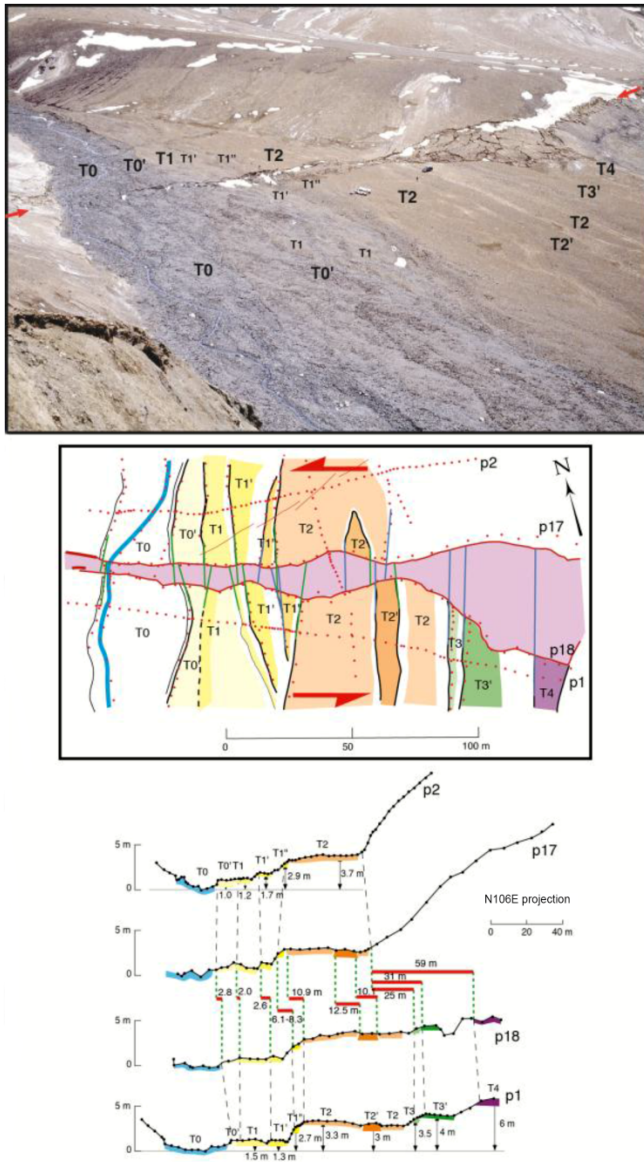 T1 T1' T1" T2
T0 T0' T4
T1" T3'
T1' T2
T2
T1 T1 T2'
T0 T0'
N
T1' p2
T0' T1 T2 p17
T0 T1" T2
T0 T1' T1" T2 T2' T2
T1 T3 p18
T0' T3' T4 p1
0 50 100 m
p2
p17
5 m T0 T0' T1 T1' T1" T2
0 1.0 1.2 1.7 m 2.9 m 3.7 m
N106E projection
0 20 40 m
5 m
0
59 m
31 m
2.8 2.0 10.9 m 10.1 25 m
2.6 6.1-8.3 12.5 m
5 m
0
p18
p1
5 m T0 T0' T1 T1' T1" T2 T2' T2 T3 T3' T4
0 1.5 m 1.3 m 2.7 m 3.3 m 3 m 3.5 4 m 6 m